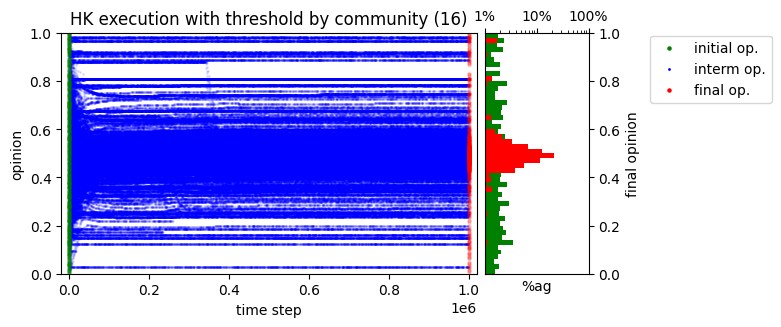 HK execution with threshold by community (16)
1% 10% 100%
1.0 1.0
0.8 0.8
0.6 0.6
0.4 0.4
0.2 0.2
0.0 0.0
opinion
final opinion
initial op.
interm op.
final op.
0.0 0.2 0.4 0.6 0.8 1.0
1e6
time step
%ag